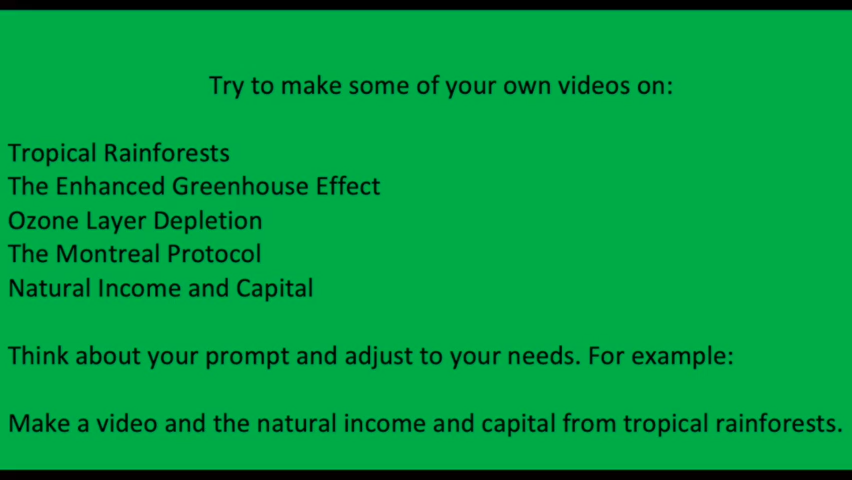 Try to make some of your own videos on:
Tropical Rainforests
The Enhanced Greenhouse Effect
Ozone Layer Depletion
The Montreal Protocol
Natural Income and Capital
Think about your prompt and adjust to your needs. For example:
Make a video and the natural income and capital from tropical rainforests.